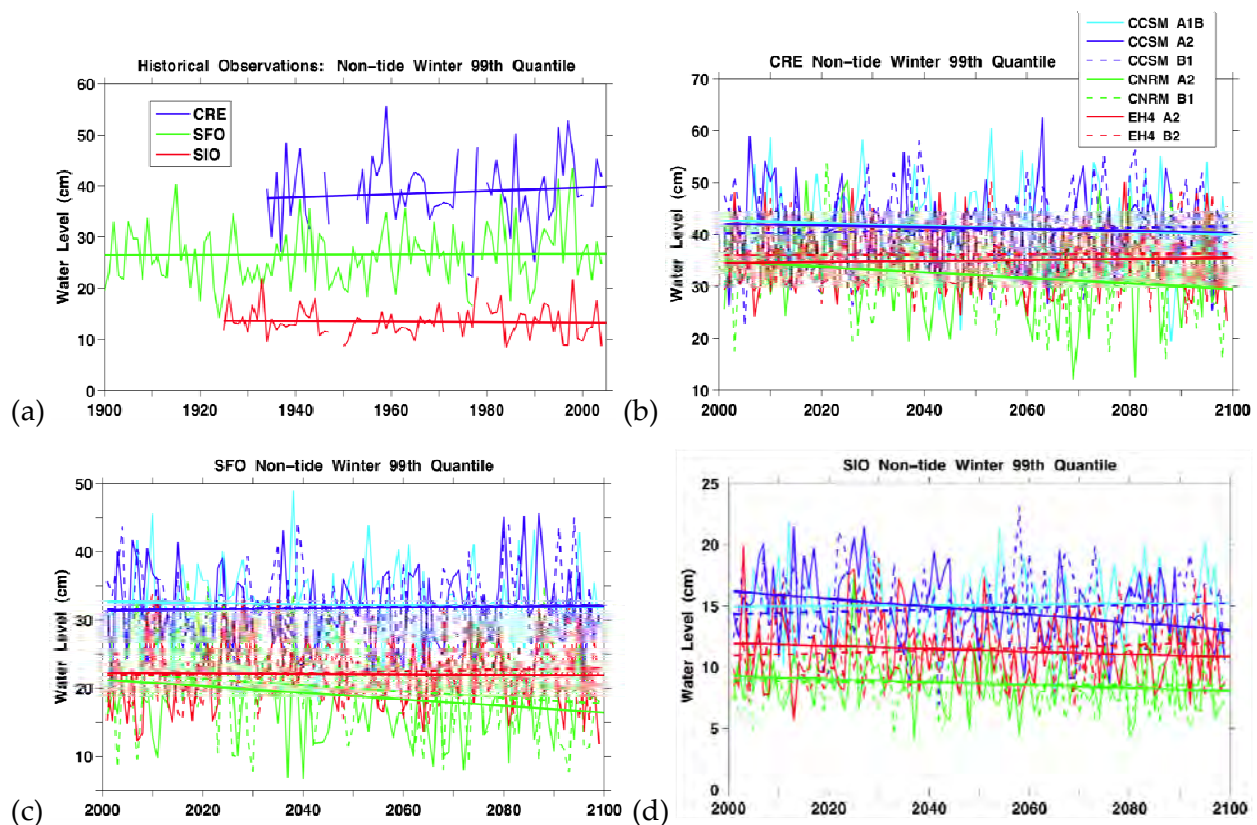 Historical Observations: Non-tide Winter 99th Quantile
CRE
SFO
SIO
Water Level (cm)
60
50
40
30
20
10
0
1900 1920 1940 1960 1980 2000
(a)
CRE Non-tide Winter 99th Quantile
CCSM A1B
CCSM A2
CCSM B1
CNRM A2
CNRM B1
EH4 A2
EH4 B2
Water Level (cm)
70
60
50
40
30
20
10
2000 2020 2040 2060 2080 2100
(b)
SFO Non-tide Winter 99th Quantile
Water Level (cm)
50
40
30
20
10
2000 2020 2040 2060 2080 2100
(c)
SIO Non-tide Winter 99th Quantile
Water Level (cm)
25
20
15
10
5
0
2000 2020 2040 2060 2080 2100
(d)